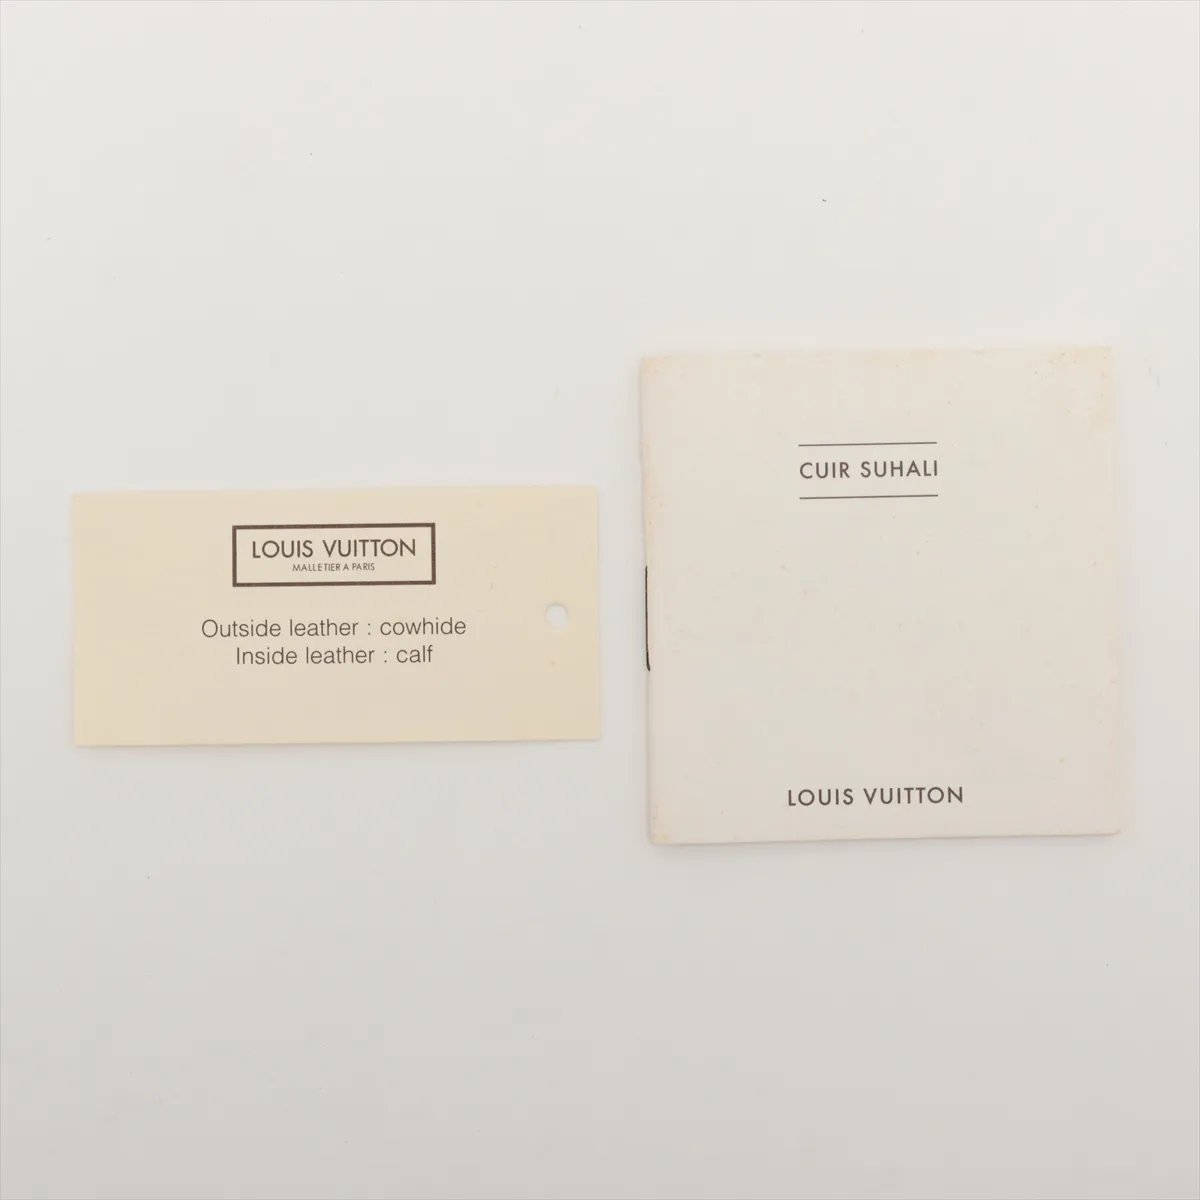 LOUIS VUITTON
MALLETIER A PARIS
Outside leather : cowhide
Inside leather : calf
CUIR SUHALI
LOUIS VUITTON